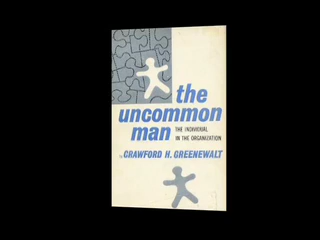 the
uncommon
man
THE INDIVIDUAL
IN THE ORGANIZATION
by CRAWFORD H. GREENEWALT